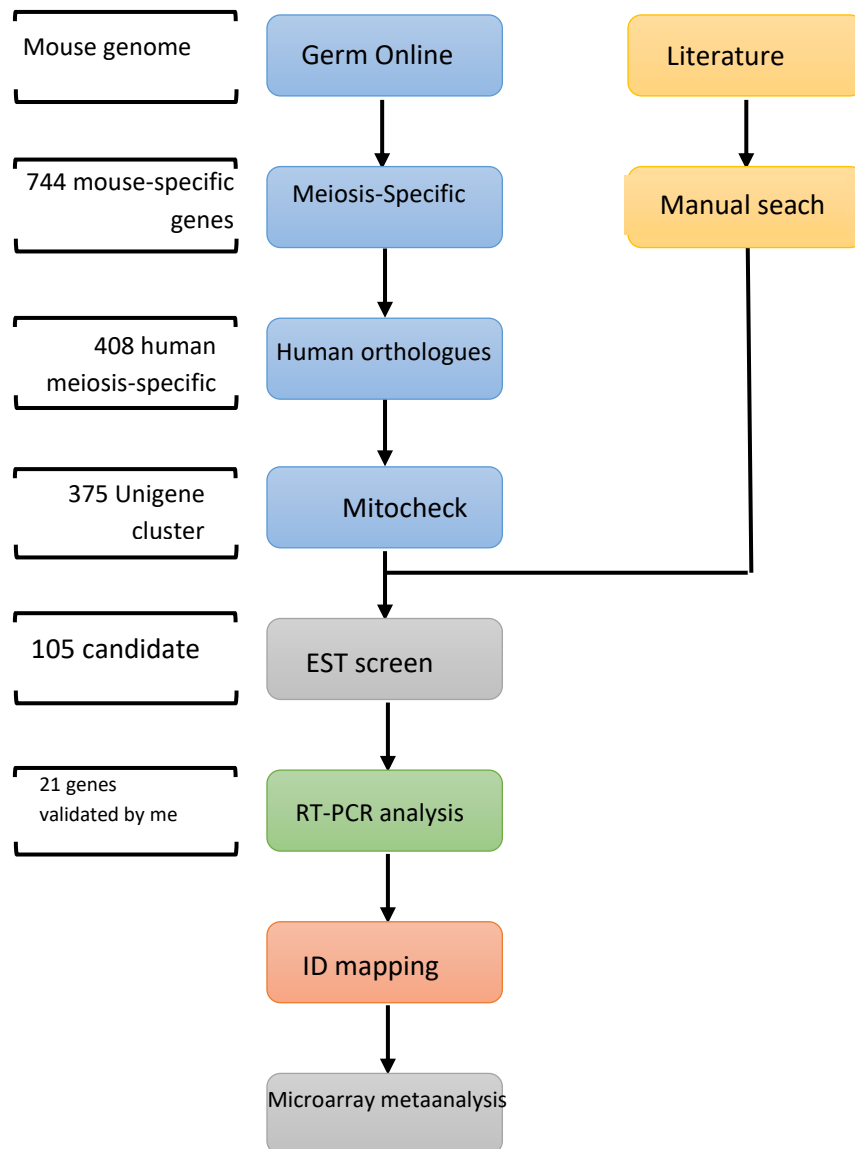 Mouse genome
Germ Online
Literature
744 mouse-specific
genes
Meiosis-Specific
Manual seach
408 human
meiosis-specific
Human orthologues
375 Unigene
cluster
Mitocheck
105 candidate
EST screen
21 genes
validated by me
RT-PCR analysis
ID mapping
Microarray metaanalysis